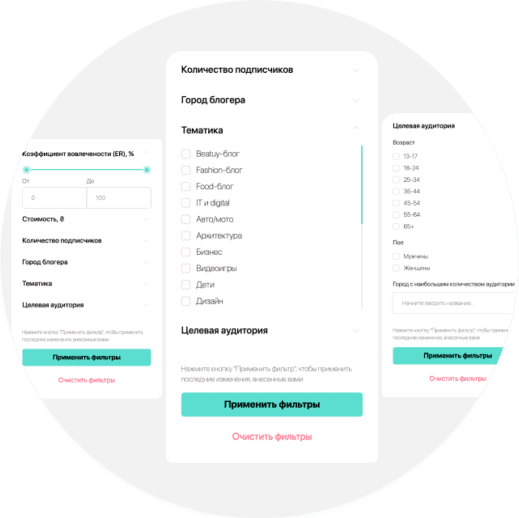 Коэффициент вовлечености (ER), %
От До
0 100
Стоимость, ₴
Количество подписчиков
Город блогера
Тематика
Целевая аудитория
Нажмите кнопку "Применить фильтр", чтобы применить
последние изменения, внесенные вами
Применить фильтры
Очистить фильтры
Количество подписчиков
Город блогера
Тематика
Beatuy-блог
Fashion-блог
Food-блог
IT и digital
Авто/мото
Архитектура
Бизнес
Видеоигры
Дети
Дизайн
Целевая аудитория
Нажмите кнопку "Применить фильтр", чтобы применить
последние изменения, внесенные вами
Применить фильтры
Очистить фильтры
Целевая аудитория
Возраст
13-17
18-24
25-34
35-44
45-54
55-64
65+
Пол
Мужчины
Женщины
Город с наибольшим количеством аудитории
Начните вводить название...
Нажмите кнопку "Применить фильтр", чтобы
последние изменения, внесенные вами
Применить фильтры
Очистить фильтры